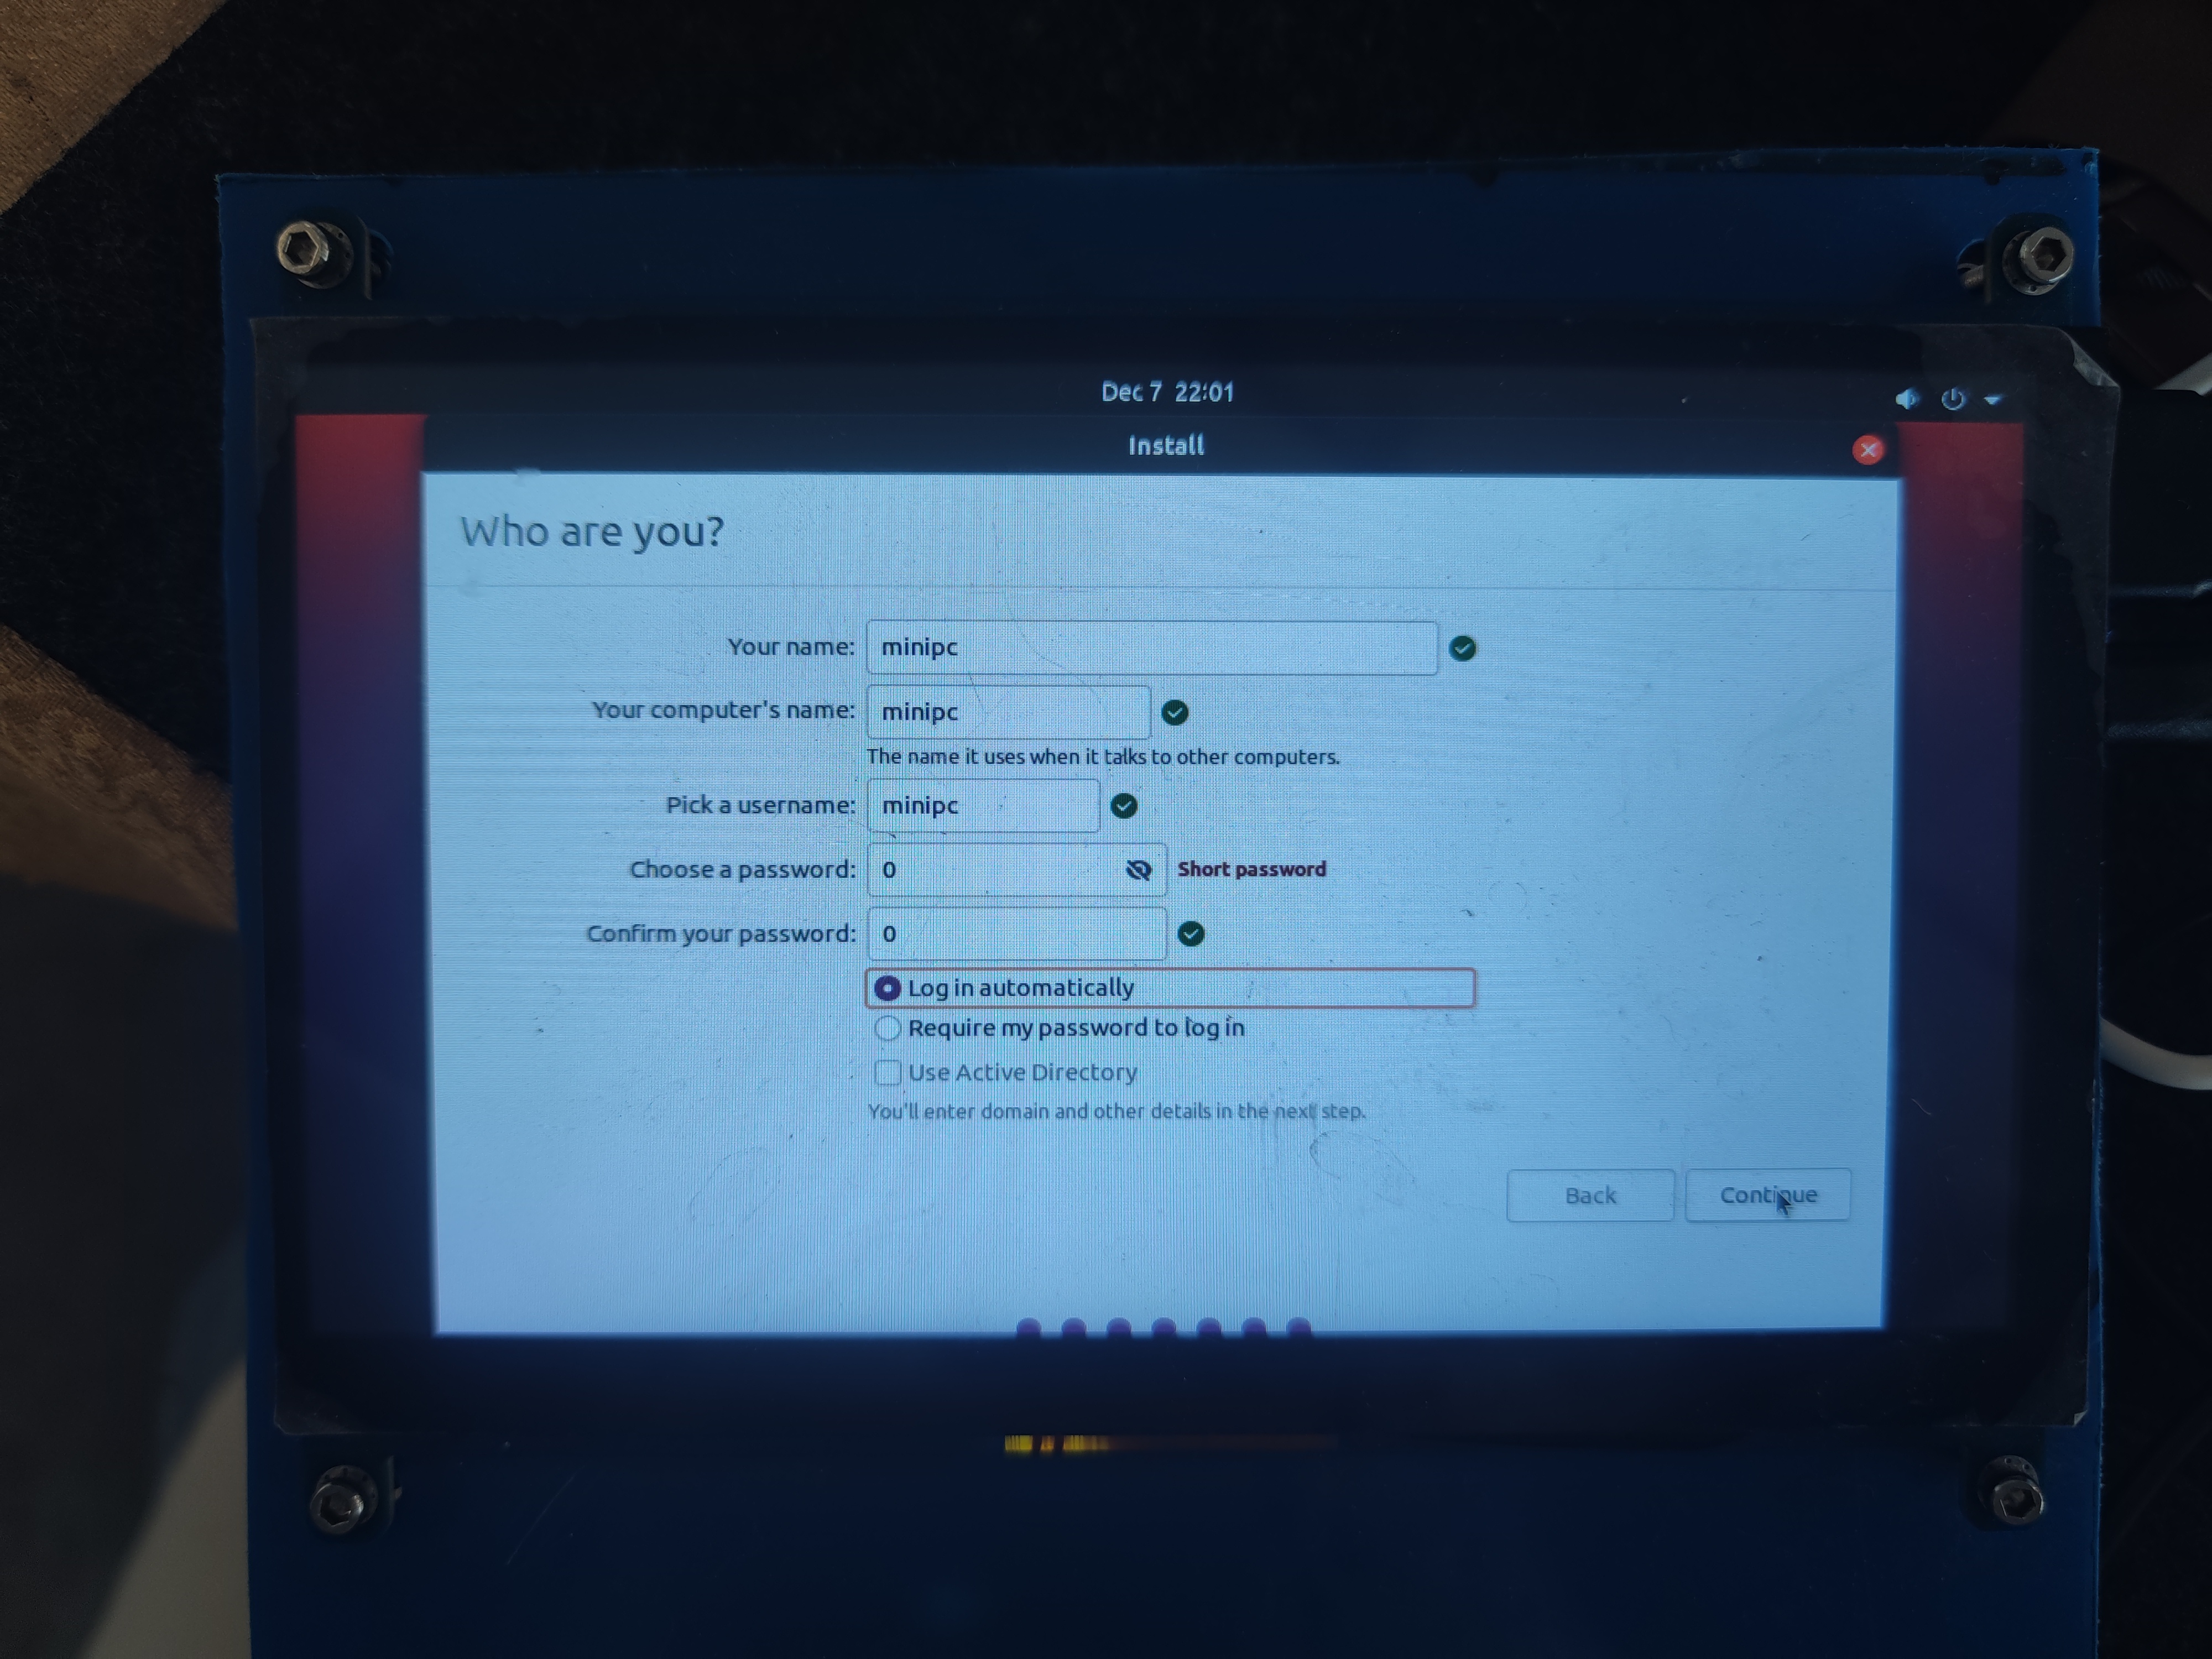 Dec 7 22:01
Install
Who are you?
Your name: minipc
Your computer's name: minipc
The name it uses when it talks to other computers.
Pick a username: minipc
Choose a password: 0 Short password
Confirm your password: 0
Log in automatically
Require my password to log in
Use Active Directory
You'll enter domain and other details in the next step.
Back Continue